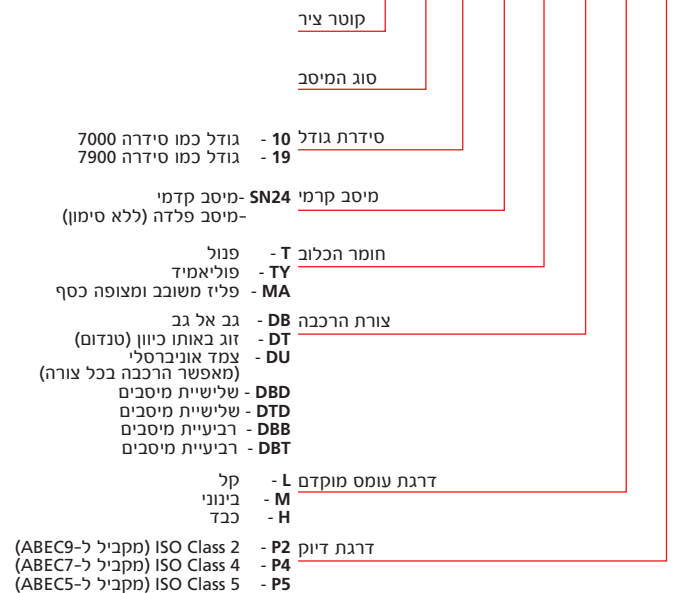 קוטר ציר
סוג המיסב
סידרת גודל 10 - גודל כמו סידרה 7000
19 - גודל כמו סידרה 7900
מיסב קרמי SN24 -מיסב קדמי
-מיסב פלדה (ללא סימון)
חומר הכלוב T - פנול
TY - פוליאמיד
MA - פליז משובב ומצופה כסף
צורת הרכבה DB - גב אל גב
DT - זוג באותו כיוון (טנדום)
DU - צמד אוניברסלי
(מאפשר הרכבה בכל צורה)
DBD - שלישיית מיסבים
DTD - שלישיית מיסבים
DBB - רביעיית מיסבים
DBT - רביעיית מיסבים
דרגת עומס מוקדם L - קל
M - בינוני
H - כבד
דרגת דיוק P2 - ISO Class 2 (מקביל ל-ABEC9)
P4 - ISO Class 4 (מקביל ל-ABEC7)
P5 - ISO Class 5 (מקביל ל-ABEC5)